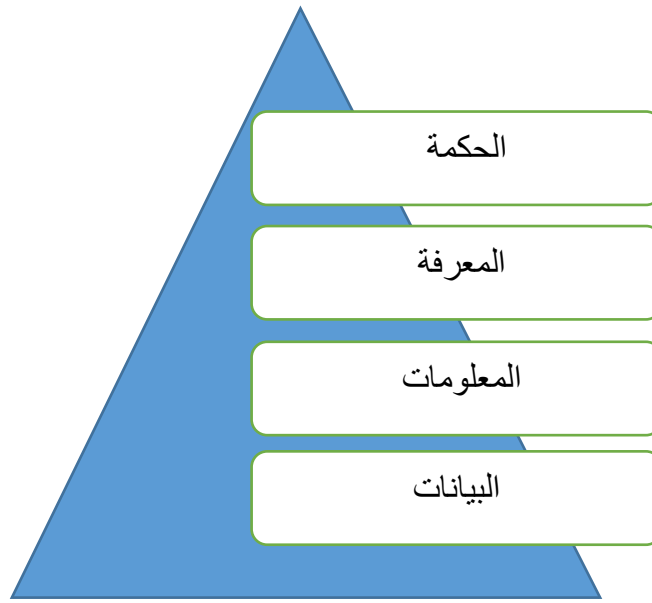 الحكمة
المعرفة
المعلومات
البيانات